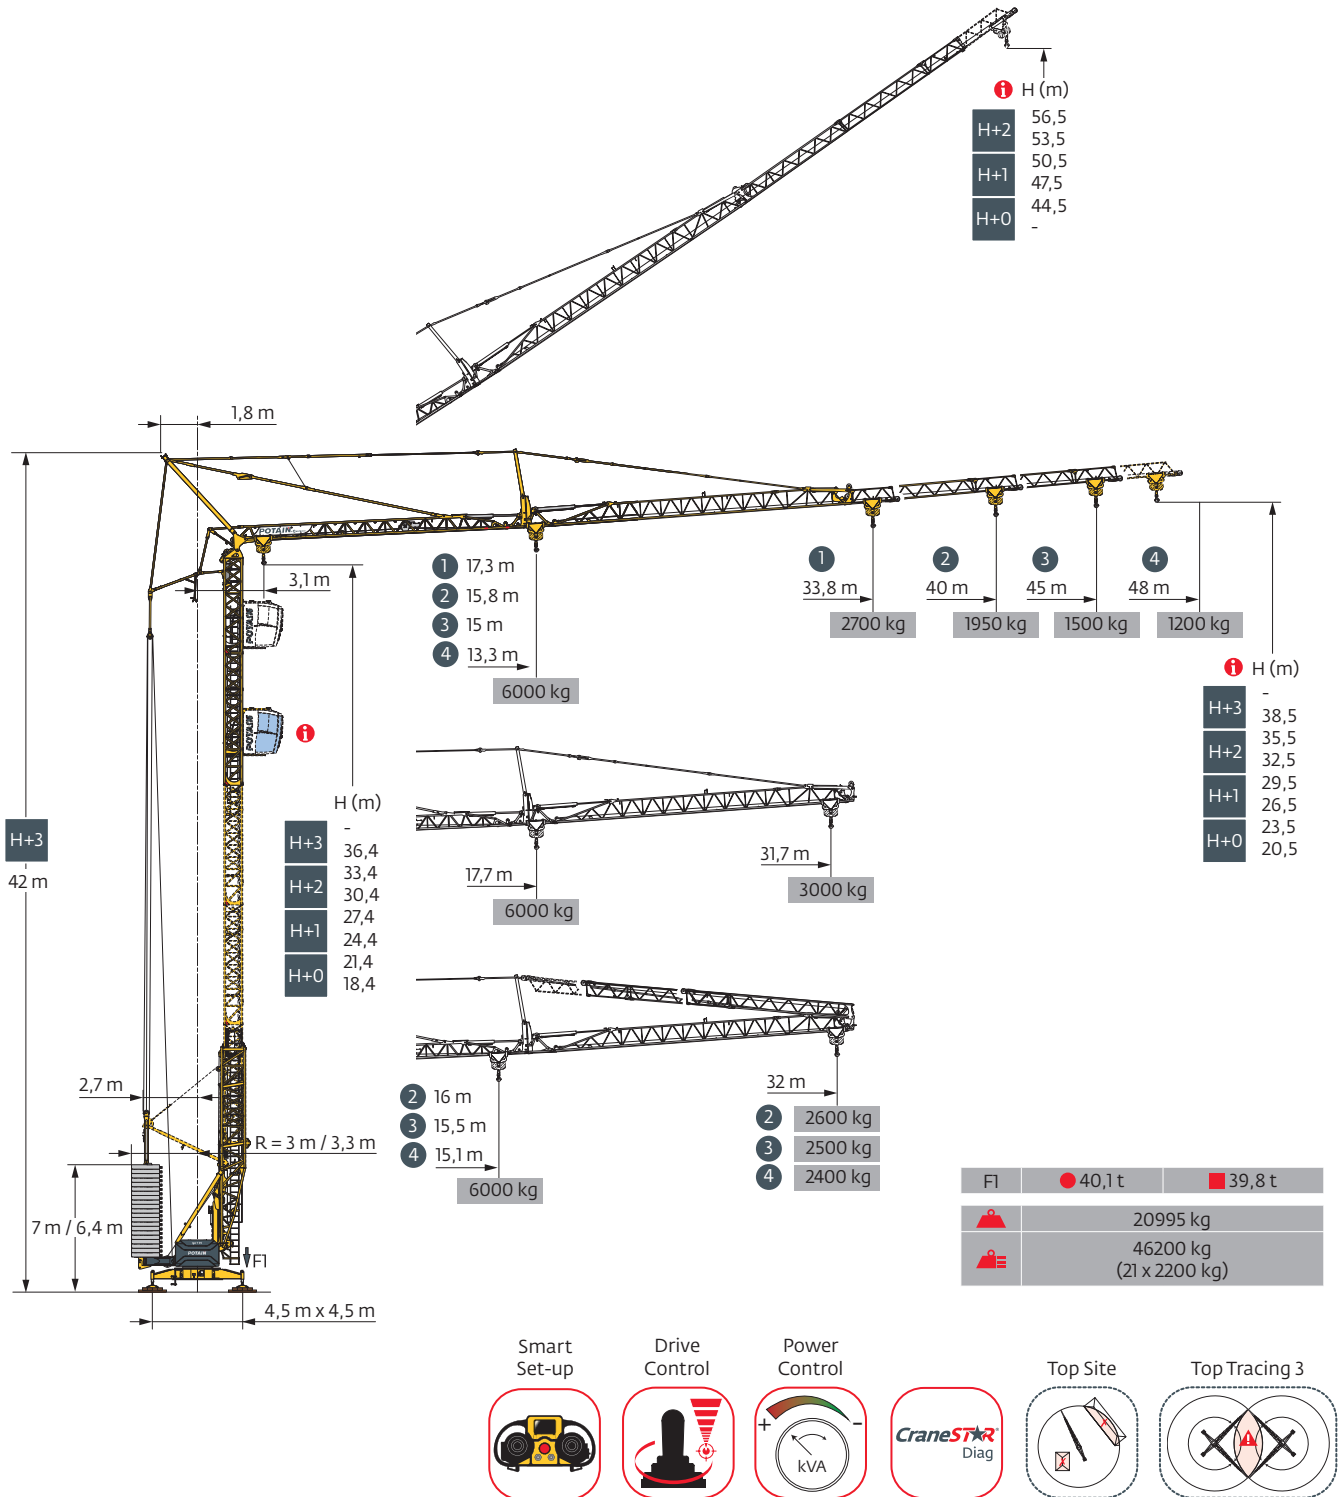 H (m)
H+2
56,5
53,5
H+1
50,5
47,5
H+0
44,5
-
1,8 m
POTAIN
3,1 m
1 17,3 m
2 15,8 m
3 15 m
4 13,3 m
6000 kg
1
33,8 m
2700 kg
2
40 m
1950 kg
3
45 m
1500 kg
4
48 m
1200 kg
POTAIN
POTAIN
i
i H (m)
-
H+3
38,5
35,5
H+2
32,5
29,5
H+1
26,5
23,5
H+0
20,5
H (m)
-
H+3
36,4
33,4
H+2
30,4
27,4
H+1
24,4
21,4
H+0
18,4
H+3
42 m
17,7 m
6000 kg
31,7 m
3000 kg
2,7 m
R = 3 m / 3,3 m
7 m / 6,4 m
POTAIN
F1
4,5 m x 4,5 m
2 16 m
3 15,5 m
4 15,1 m
6000 kg
32 m
2 2600 kg
3 2500 kg
4 2400 kg
F1 40,1 t 39,8 t
20995 kg
46200 kg
(21 x 2200 kg)
Smart
Set-up
Drive
Control
Power
Control
+ -
kVA
CraneSTAR
Diag
Top Site
Top Tracing 3